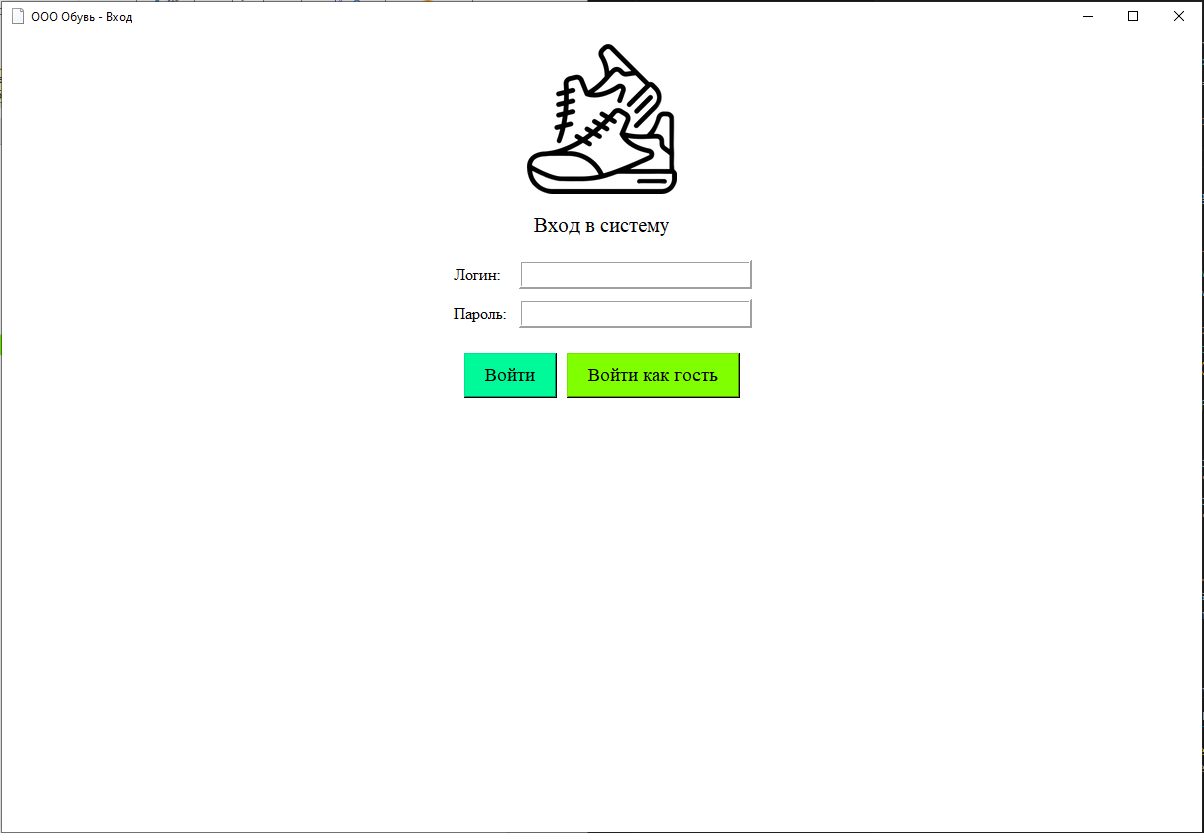 ООО Обувь - Вход
Вход в систему
Логин:
Пароль:
Войти
Войти как гость